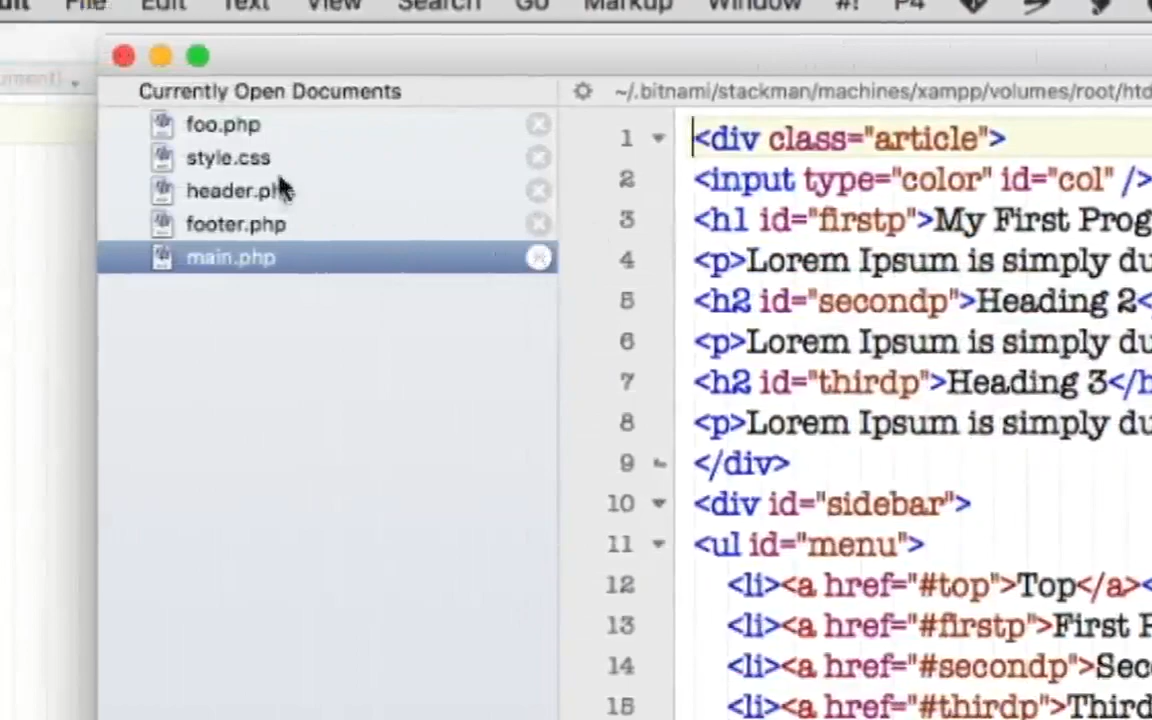 File Edit Text View Search Go Markup Window #! P4
ument)
Currently Open Documents
~/.bitnami/stackman/machines/xampp/volumes/root/htd
foo.php
style.css
header.ph
footer.php
main.php
1 <div class="article">
2 <input type="color" id="col" />
3 <h1 id="firstp">My First Prog
4 <p>Lorem Ipsum is simply du
5 <h2 id="secondp">Heading 2<
6 <p>Lorem Ipsum is simply du
7 <h2 id="thirdp">Heading 3</h
8 <p>Lorem Ipsum is simply du
9 </div>
10 <div id="sidebar">
11 <ul id="menu">
12 <li><a href="#top">Top</a><
13 <li><a href="#firstp">First P
14 <li><a href="#secondp">Sec
15 <li><a href="#thirdp">Third